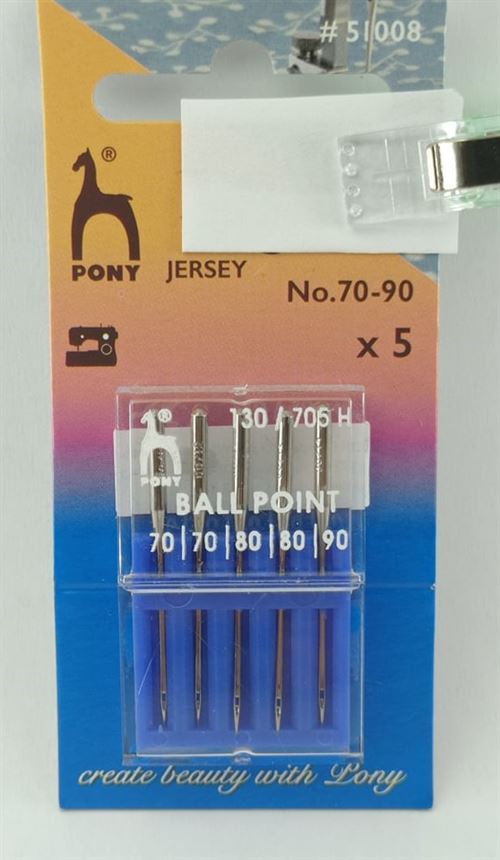 # 51008
®
PONY
JERSEY
No.70-90
x 5
® 130 / 705 H
PONY
BALL POINT
70 | 70 | 80 | 80 | 90
create beauty with Pony